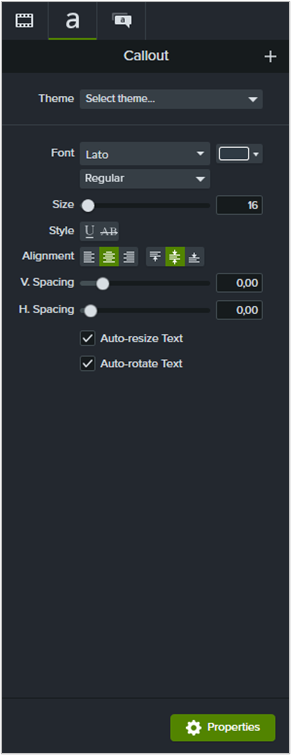 a
a
Callout
Theme
Select theme...
Font
Lato
Regular
Size
16
Style
U AB
Alignment
V. Spacing
0,00
H. Spacing
0,00
Auto-resize Text
Auto-rotate Text
Properties